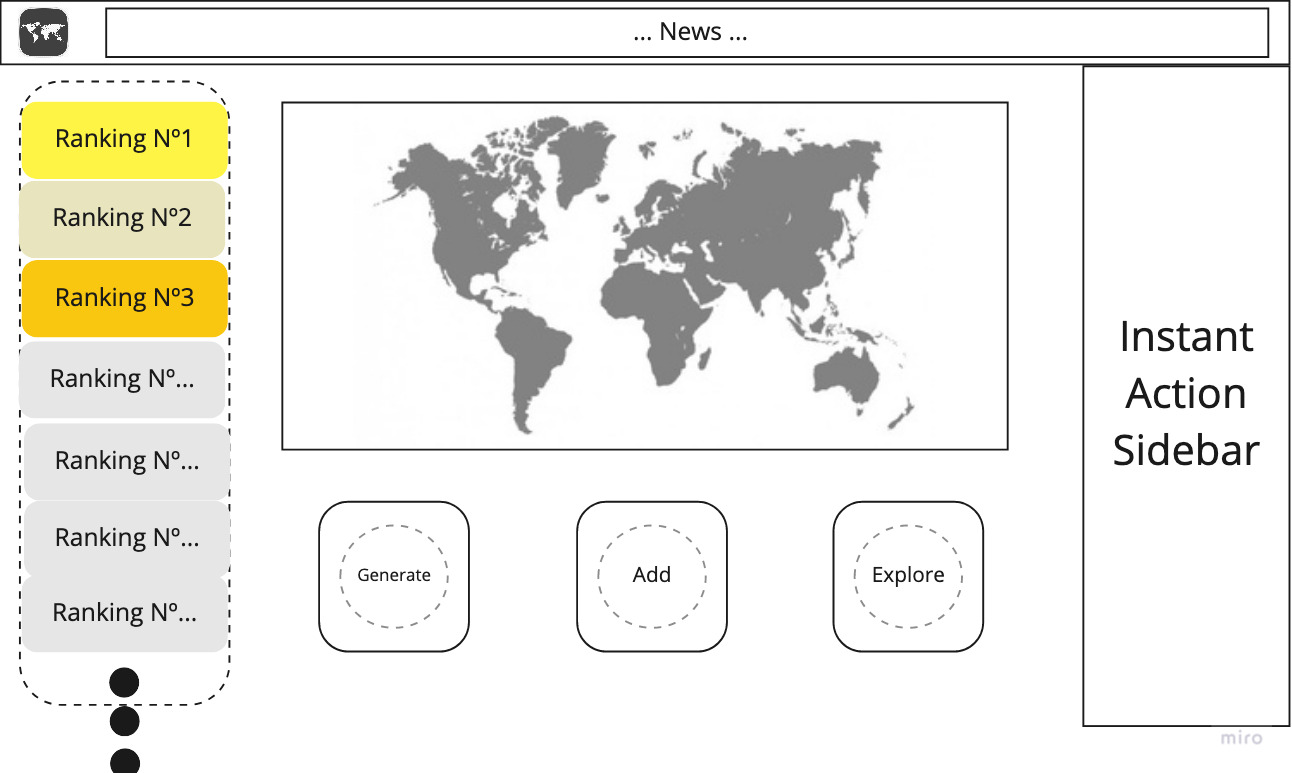 ... News ...
Ranking Nº1
Ranking Nº2
Ranking Nº3
Ranking Nº...
Ranking Nº...
Ranking Nº...
Ranking Nº...
Generate
Add
Explore
Instant
Action
Sidebar
miro